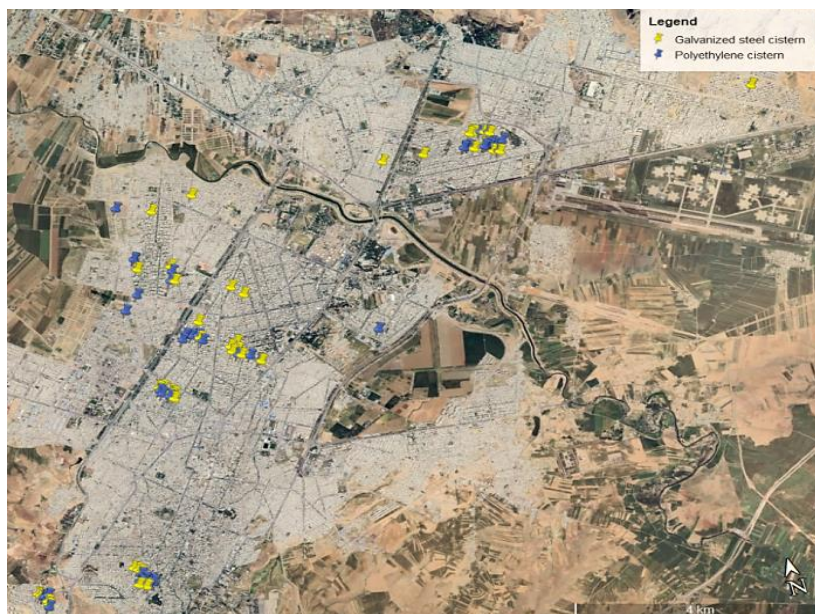 Legend
Galvanized steel cistern
Polyethylene cistern
N
4 km